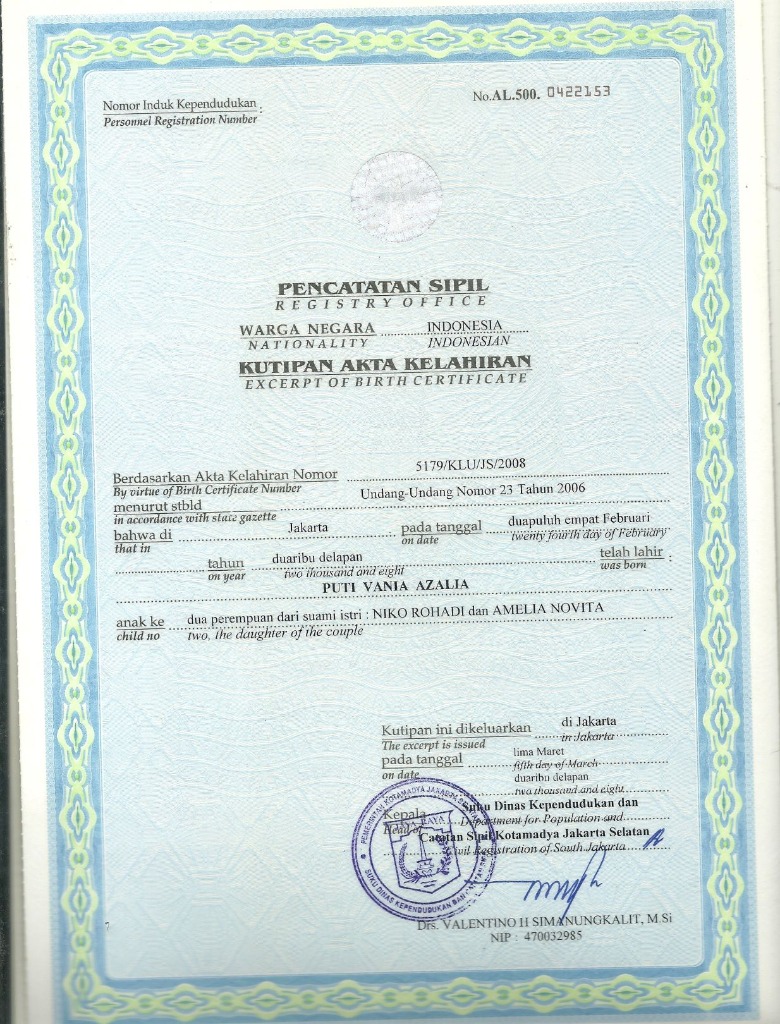 Nomor Induk Kependudukan :
Personnel Registration Number
No.AL.500. 0422153
PENCATATAN SIPIL
REGISTRY OFFICE
WARGA NEGARA INDONESIA
NATIONALITY INDONESIAN
KUTIPAN AKTA KELAHIRAN
EXCERPT OF BIRTH CERTIFICATE
Berdasarkan Akta Kelahiran Nomor 5179/KLU/JS/2008
By virtue of Birth Certificate Number
menurut stbld Undang-Undang Nomor 23 Tahun 2006
in accordance with state gazette
bahwa di Jakarta pada tanggal duapuluh empat Februari
that in on date twenty fourth day of February
tahun duaribu delapan telah lahir :
on year two thousand and eight was born
PUTI VANIA AZALIA
anak ke dua perempuan dari suami istri : NIKO ROHADI dan AMELIA NOVITA
child no two, the daughter of the couple
Kutipan ini dikeluarkan di Jakarta
The excerpt is issued in Jakarta
pada tanggal lima Maret
on date fifth day of March
duaribu delapan
two thousand and eight
Kepala Suku Dinas Kependudukan dan
Head of Department for Population and
Catatan Sipil Kotamadya Jakarta Selatan
Civil Registration of South Jakarta
JAYA RAYA
SUKU DINAS KEPENDUDUKAN DAN
Drs. VALENTINO H SIMANUNGKALIT, M.Si
NIP : 470032985